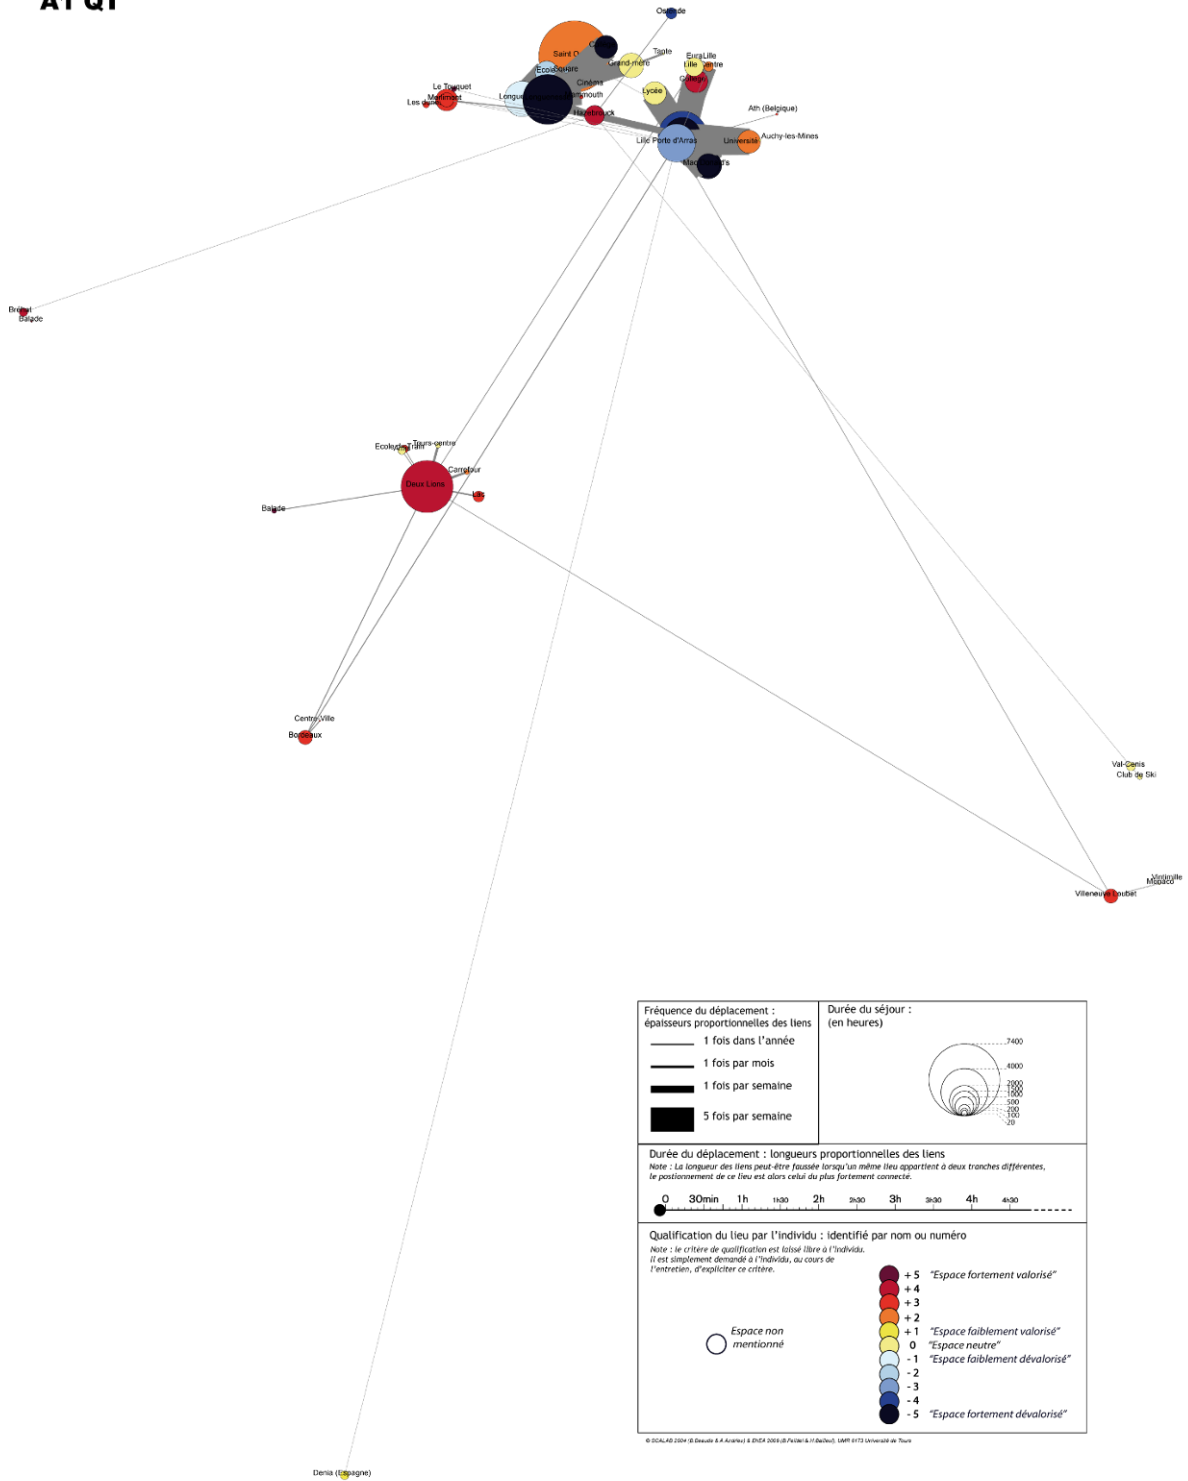 A1 Q1
Ostende
Tante
EuraLille
Lille Centre
Grand-mère
Saint O
Ecole
Square
Cinéma
Lycée
Le Touquet
Les dunes
Merlimont
Longue
Mammouth
Hazebrouck
Ath (Belgique)
Auchy-les-Mines
Université
Lille Porte d'Arras
Mac Donald's
Bréhat
Balade
Tours-centre
Carrefour
Deux Lions
Lac
Balade
Centre Ville
Bordeaux
Val-Cenis
Club de Ski
Vintimille
Monaco
Villeneuve Loubet
Denia (Espagne)
Fréquence du déplacement :
épaisseurs proportionnelles des liens
1 fois dans l'année
1 fois par mois
1 fois par semaine
5 fois par semaine
Durée du séjour :
(en heures)
7400
4000
2000
1500
1000
500
200
100
20
Durée du déplacement : longueurs proportionnelles des liens
Note : La longueur des liens peut-être faussée lorsqu'un même lieu appartient à deux tranches différentes,
le postionnement de ce lieu est alors celui du plus fortement connecté.
0 30min 1h 1h30 2h 2h30 3h 3h30 4h 4h30
Qualification du lieu par l'individu : identifié par nom ou numéro
Note : le critère de qualification est laissé libre à l'individu.
il est simplement demandé à l'individu, au cours de
l'entretien, d'expliciter ce critère.
Espace non
mentionné
+ 5 "Espace fortement valorisé"
+ 4
+ 3
+ 2
+ 1 "Espace faiblement valorisé"
0 "Espace neutre"
- 1 "Espace faiblement dévalorisé"
- 2
- 3
- 4
- 5 "Espace fortement dévalorisé"